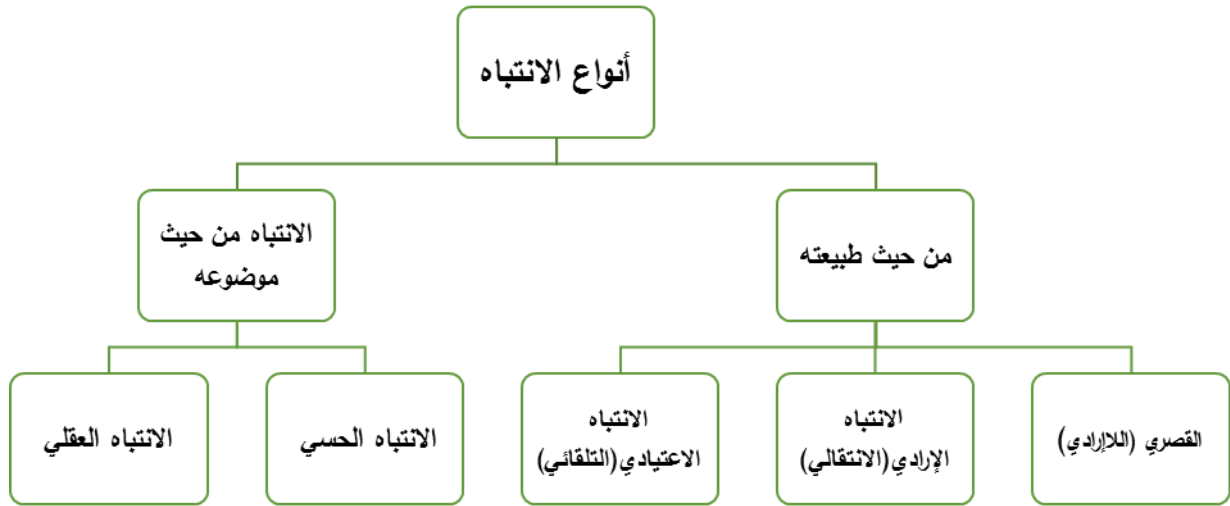 أنواع الانتباه
من حيث طبيعته
الانتباه من حيث
موضوعه
القصري (اللاإرادي)
الانتباه
الإرادي(الانتقالي)
الانتباه
الاعتيادي(التلقائي)
الانتباه الحسي
الانتباه العقلي